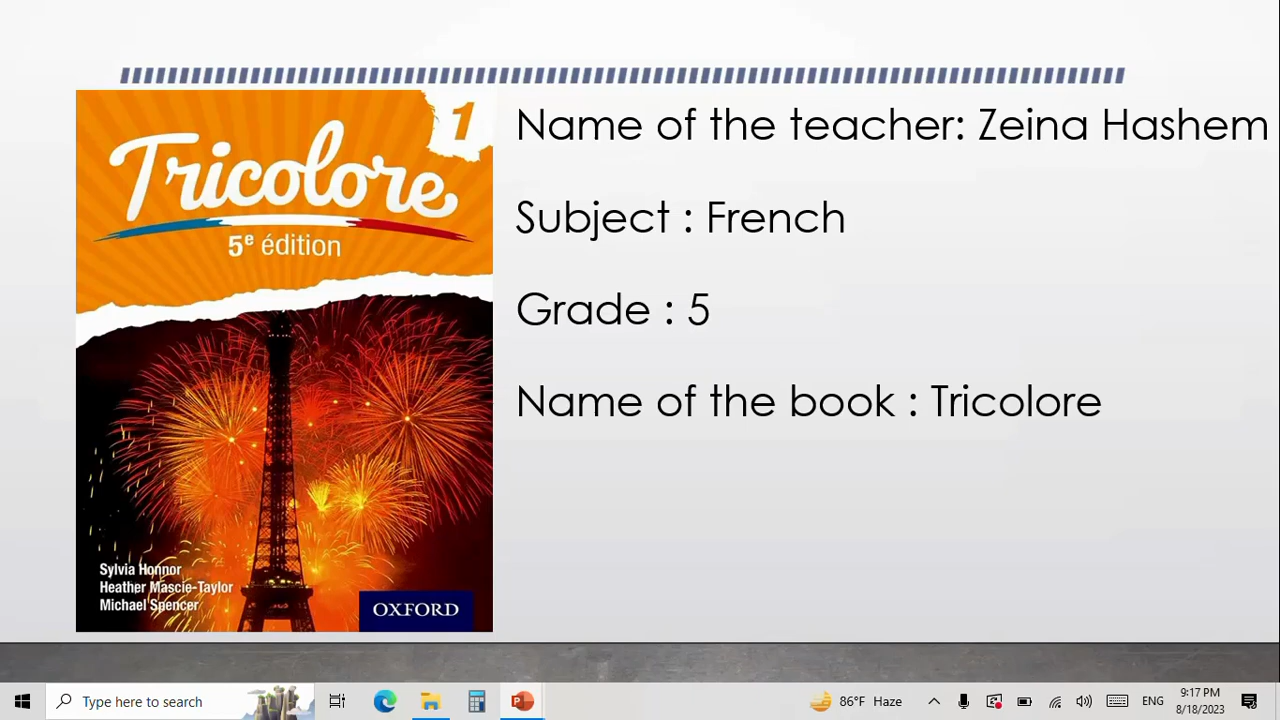 1
Tricolore
5e édition
Sylvia Honnor
Heather Mascie-Taylor
Michael Spencer
OXFORD
Name of the teacher: Zeina Hashem
Subject : French
Grade : 5
Name of the book : Tricolore
Type here to search
86°F Haze
ENG
9:17 PM
8/18/2023